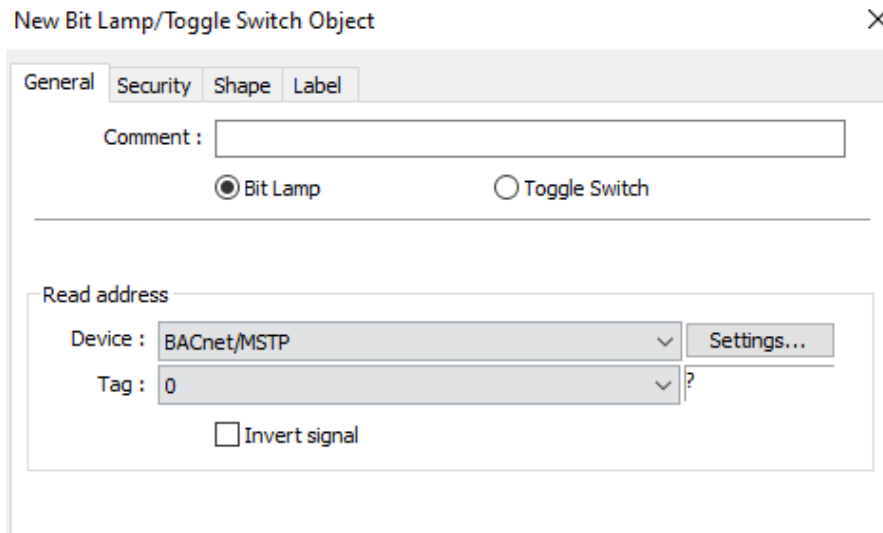 New Bit Lamp/Toggle Switch Object
General Security Shape Label
Comment :
Bit Lamp Toggle Switch
Read address
Device : BACnet/MSTP Settings...
Tag : 0 ?
Invert signal